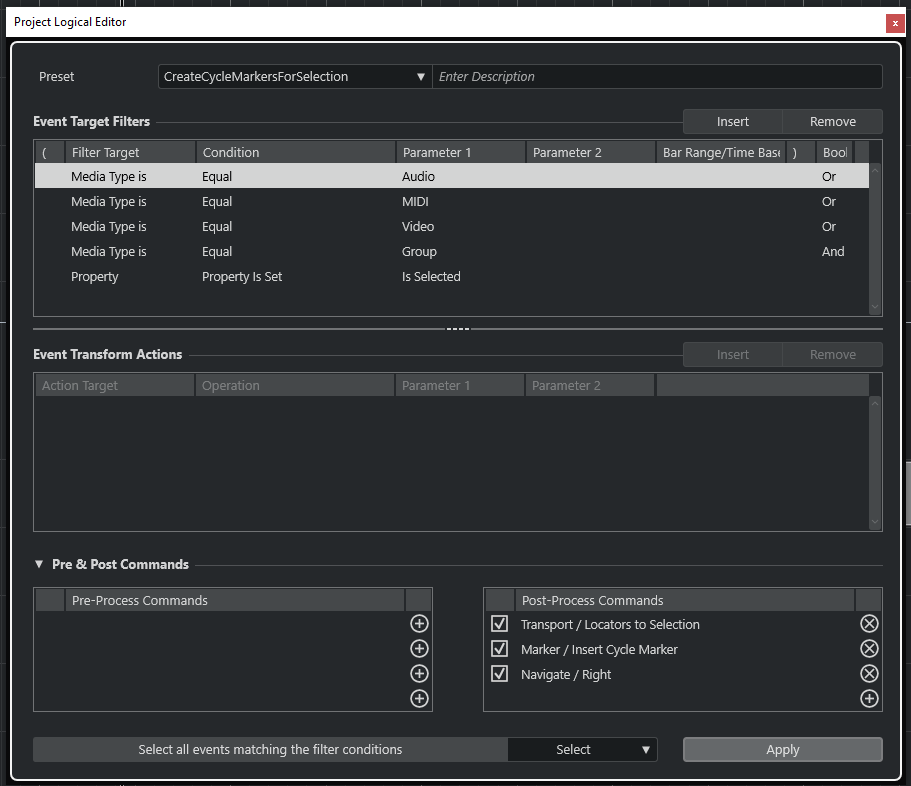 Project Logical Editor x
Preset CreateCycleMarkersForSelection Enter Description
Event Target Filters Insert Remove
( Filter Target Condition Parameter 1 Parameter 2 Bar Range/Time Base ) Bool
Media Type is Equal Audio Or
Media Type is Equal MIDI Or
Media Type is Equal Video Or
Media Type is Equal Group And
Property Property Is Set Is Selected
Event Transform Actions Insert Remove
Action Target Operation Parameter 1 Parameter 2
Pre & Post Commands
Pre-Process Commands Post-Process Commands
Transport / Locators to Selection
Marker / Insert Cycle Marker
Navigate / Right
Select all events matching the filter conditions Select Apply